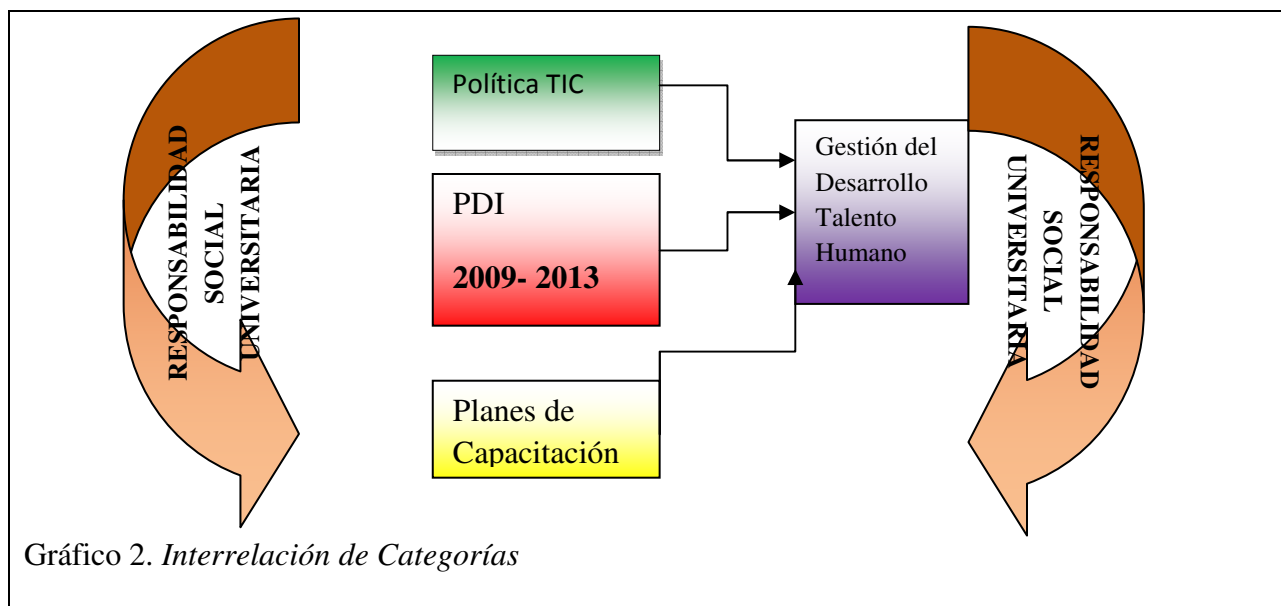 RESPONSABILIDAD
SOCIAL
UNIVERSITARIA
Política TIC
PDI
2009- 2013
Planes de
Capacitación
Gestión del
Desarrollo
Talento
Humano
RESPONSABILIDAD
SOCIAL
UNIVERSITARIA
Gráfico 2. Interrelación de Categorías